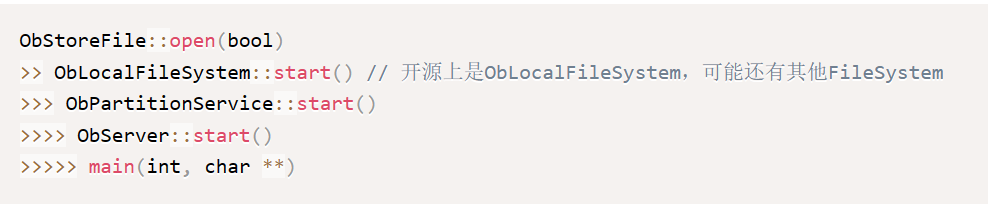 ObStoreFile::open(bool)
>> ObLocalFileSystem::start() // 开源上是ObLocalFileSystem，可能还有其他FileSystem
>>> ObPartitionService::start()
>>>> ObServer::start()
>>>>> main(int, char **)